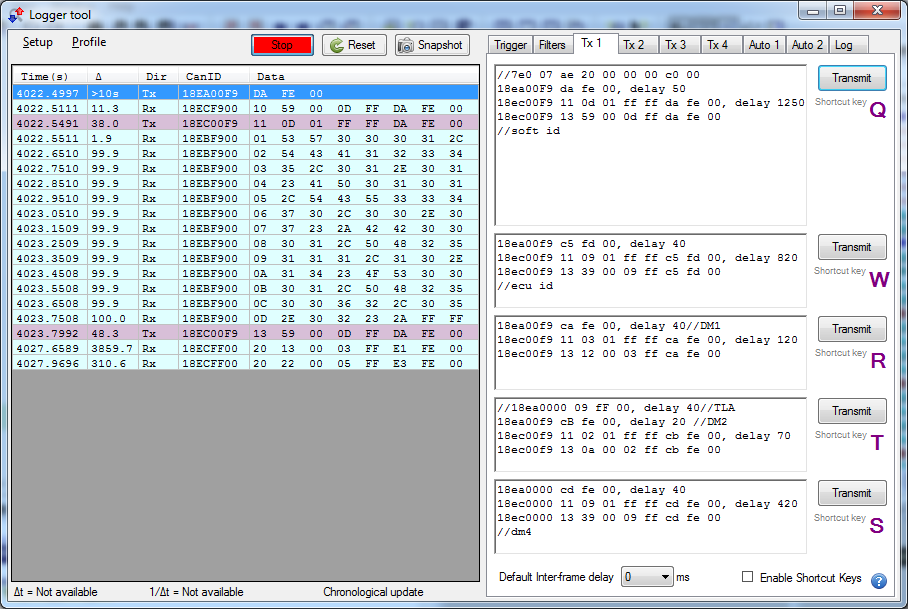 Logger tool
Setup Profile Stop Reset Snapshot
Trigger Filters Tx 1 Tx 2 Tx 3 Tx 4 Auto 1 Auto 2 Log
Time(s) Δ Dir CanID Data
4022.4997 >10s Tx 18EA00F9 DA FE 00
4022.5111 11.3 Rx 18ECF900 10 59 00 0D FF DA FE 00
4022.5491 38.0 Tx 18EC00F9 11 0D 01 FF FF DA FE 00
4022.5511 1.9 Rx 18EBF900 01 53 57 30 30 30 31 2C
4022.6510 99.9 Rx 18EBF900 02 54 43 41 31 32 33 34
4022.7510 99.9 Rx 18EBF900 03 35 2C 30 31 2E 30 31
4022.8510 99.9 Rx 18EBF900 04 23 41 50 30 31 30 31
4022.9510 99.9 Rx 18EBF900 05 2C 54 43 55 33 33 34
4023.0510 99.9 Rx 18EBF900 06 37 30 2C 30 30 2E 30
4023.1509 99.9 Rx 18EBF900 07 37 23 2A 42 42 30 30
4023.2509 99.9 Rx 18EBF900 08 30 31 2C 50 48 32 35
4023.3509 99.9 Rx 18EBF900 09 31 31 31 2C 31 30 2E
4023.4508 99.9 Rx 18EBF900 0A 31 34 23 4F 53 30 30
4023.5508 99.9 Rx 18EBF900 0B 30 31 2C 50 48 32 35
4023.6508 99.9 Rx 18EBF900 0C 30 30 36 32 2C 30 35
4023.7508 100.0 Rx 18EBF900 0D 2E 30 32 23 2A FF FF
4023.7992 48.3 Tx 18EC00F9 13 59 00 0D FF DA FE 00
4027.6589 3859.7 Rx 18ECFF00 20 13 00 03 FF E1 FE 00
4027.9696 310.6 Rx 18ECFF00 20 22 00 05 FF E3 FE 00
Δt = Not available 1/Δt = Not available Chronological update
//7e0 07 ae 20 00 00 00 c0 00
18ea00F9 da fe 00, delay 50
18ec00F9 11 0d 01 ff ff da fe 00, delay 1250
18ec00F9 13 59 00 0d ff da fe 00
//soft id
Transmit
Shortcut key Q
18ea00f9 c5 fd 00, delay 40
18ec00f9 11 09 01 ff ff c5 fd 00, delay 820
18ec00f9 13 39 00 09 ff c5 fd 00
//ecu id
Transmit
Shortcut key W
18ea00f9 ca fe 00, delay 40//DM1
18ec00f9 11 03 01 ff ff ca fe 00, delay 120
18ec00f9 13 12 00 03 ff ca fe 00
Transmit
Shortcut key R
//18ea0000 09 fF 00, delay 40//TLA
18ea00f9 cB fe 00, delay 20 //DM2
18ec00f9 11 02 01 ff ff cb fe 00, delay 70
18ec00f9 13 0a 00 02 ff cb fe 00
Transmit
Shortcut key T
18ea0000 cd fe 00, delay 40
18ec0000 11 09 01 ff ff cd fe 00, delay 420
18ec0000 13 39 00 09 ff cd fe 00
//dm4
Transmit
Shortcut key S
Default Inter-frame delay 0 ms Enable Shortcut Keys ?